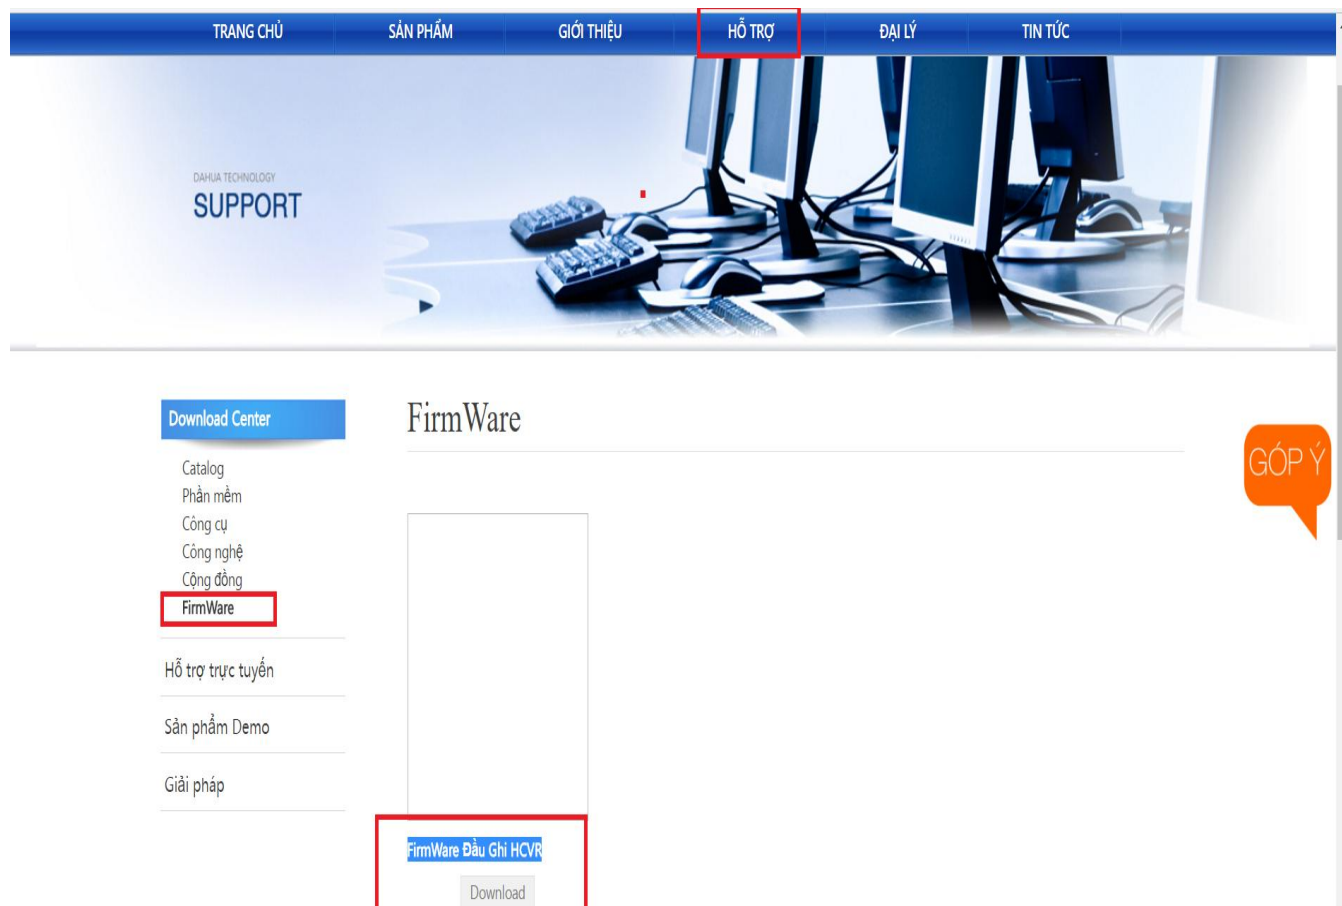 TRANG CHỦ SẢN PHẨM GIỚI THIỆU HỖ TRỢ ĐẠI LÝ TIN TỨC
DAHUA TECHNOLOGY
SUPPORT
Download Center
Catalog
Phần mềm
Công cụ
Công nghệ
Cộng đồng
FirmWare
Hỗ trợ trực tuyến
Sản phẩm Demo
Giải pháp
FirmWare
FirmWare Đầu Ghi HCVR
Download
GÓP Ý